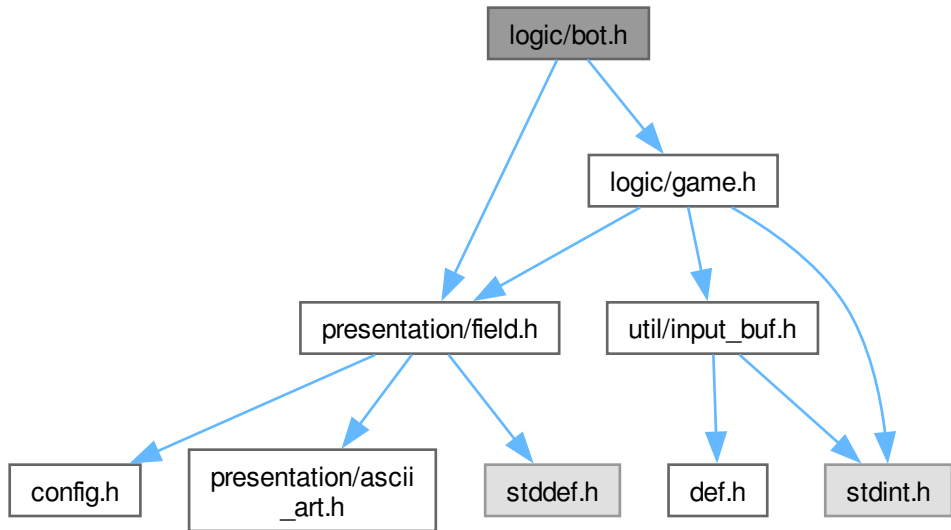 logic/bot.h
logic/game.h
presentation/field.h
util/input_buf.h
config.h
presentation/ascii
_art.h
stddef.h
def.h
stdint.h